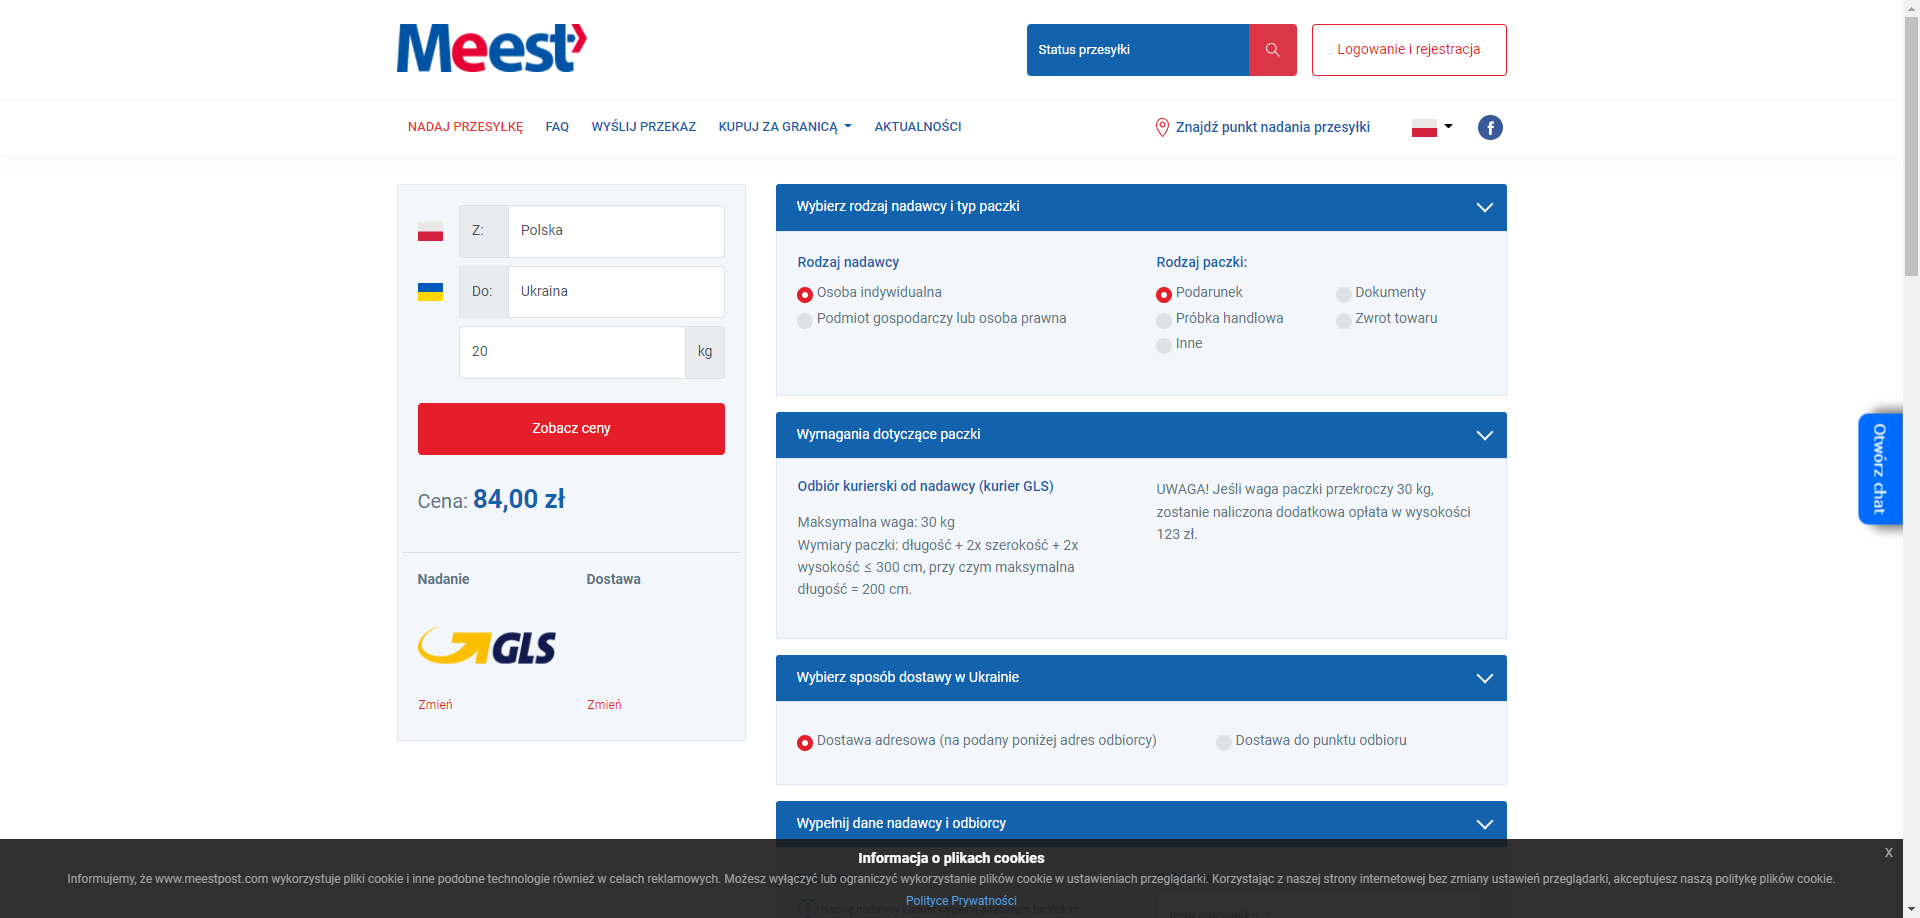 Meest
Status przesyłki
Logowanie i rejestracja
NADAJ PRZESYŁKĘ
FAQ
WYŚLIJ PRZEKAZ
KUPUJ ZA GRANICĄ
AKTUALNOŚCI
Znajdź punkt nadania przesyłki
Z:
Polska
Do:
Ukraina
20
kg
Zobacz ceny
Cena: 84,00 zł
Nadanie
Dostawa
GLS
Zmień
Zmień
Wybierz rodzaj nadawcy i typ paczki
Rodzaj nadawcy
Osoba indywidualna
Podmiot gospodarczy lub osoba prawna
Rodzaj paczki:
Podarunek
Dokumenty
Próbka handlowa
Zwrot towaru
Inne
Wymagania dotyczące paczki
Odbiór kurierski od nadawcy (kurier GLS)
Maksymalna waga: 30 kg
Wymiary paczki: długość + 2x szerokość + 2x
wysokość ≤ 300 cm, przy czym maksymalna
długość = 200 cm.
UWAGA! Jeśli waga paczki przekroczy 30 kg,
zostanie naliczona dodatkowa opłata w wysokości
123 zł.
Wybierz sposób dostawy w Ukrainie
Dostawa adresowa (na podany poniżej adres odbiorcy)
Dostawa do punktu odbioru
Wypełnij dane nadawcy i odbiorcy
Otwórz chat
Informacja o plikach cookies
x
Informujemy, że www.meestpost.com wykorzystuje pliki cookie i inne podobne technologie również w celach reklamowych. Możesz wyłączyć lub ograniczyć wykorzystanie plików cookie w ustawieniach przeglądarki. Korzystając z naszej strony internetowej bez zmiany ustawień przeglądarki, akceptujesz naszą politykę plików cookie.
Polityce Prywatności